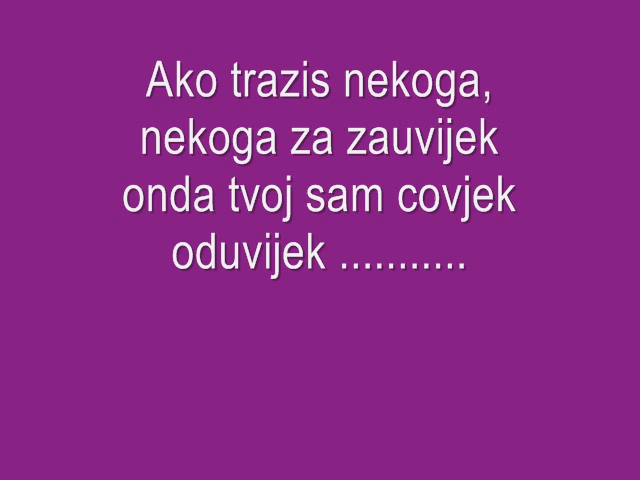 Ako trazis nekoga,
nekoga za zauvijek
onda tvoj sam covjek
oduvijek ...........